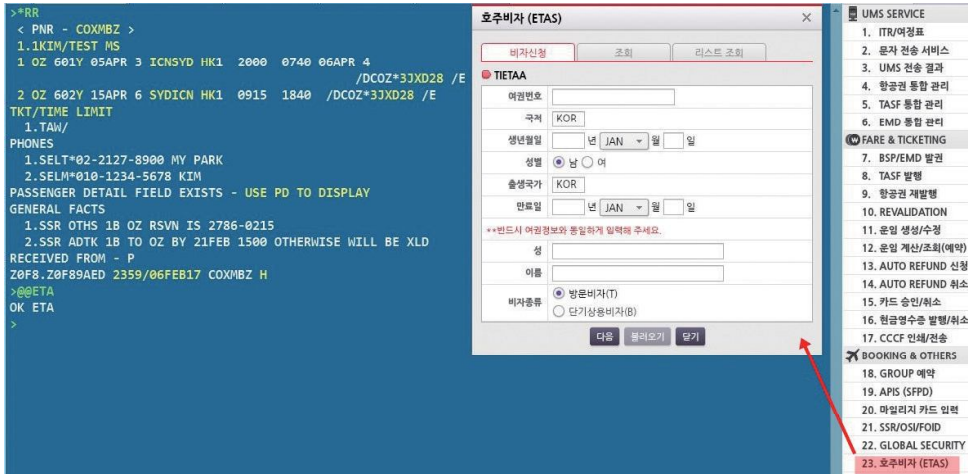 >*RR
< PNR - COXMBZ >
1.1KIM/TEST MS
1 OZ 601Y 05APR 3 ICNSYD HK1 2000 0740 06APR 4
/DCOZ*3JXD28 /E
2 OZ 602Y 15APR 6 SYDICN HK1 0915 1840 /DCOZ*3JXD28 /E
TKT/TIME LIMIT
1.TAW/
PHONES
1.SELT*02-2127-8900 MY PARK
2.SELM*010-1234-5678 KIM
PASSENGER DETAIL FIELD EXISTS - USE PD TO DISPLAY
GENERAL FACTS
1.SSR OTHS 1B OZ RSVN IS 2786-0215
2.SSR ADTK 1B TO OZ BY 21FEB 1500 OTHERWISE WILL BE XLD
RECEIVED FROM - P
Z0F8.Z0F89AED 2359/06FEB17 COXMBZ H
>@@ETA
OK ETA
>
호주비자 (ETAS)
비자신청 조회 리스트 조회
TIETAA
여권번호
국적 KOR
생년월일 년 JAN 월 일
성별 남 여
출생국가 KOR
만료일 년 JAN 월 일
**반드시 여권정보와 동일하게 입력해 주세요.
성
이름
비자종류 방문비자(T)
단기상용비자(B)
다음 불러오기 닫기
UMS SERVICE
1. ITR/여정표
2. 문자 전송 서비스
3. UMS 전송 결과
4. 항공권 통합 관리
5. TASF 통합 관리
6. EMD 통합 관리
FARE & TICKETING
7. BSP/EMD 발권
8. TASF 발행
9. 항공권 재발행
10. REVALIDATION
11. 운임 생성/수정
12. 운임 계산/조회(예약)
13. AUTO REFUND 신청
14. AUTO REFUND 취소
15. 카드 승인/취소
16. 현금영수증 발행/취소
17. CCCF 인쇄/전송
BOOKING & OTHERS
18. GROUP 예약
19. APIS (SFPD)
20. 마일리지 카드 입력
21. SSR/OSI/FOID
22. GLOBAL SECURITY
23. 호주비자 (ETAS)